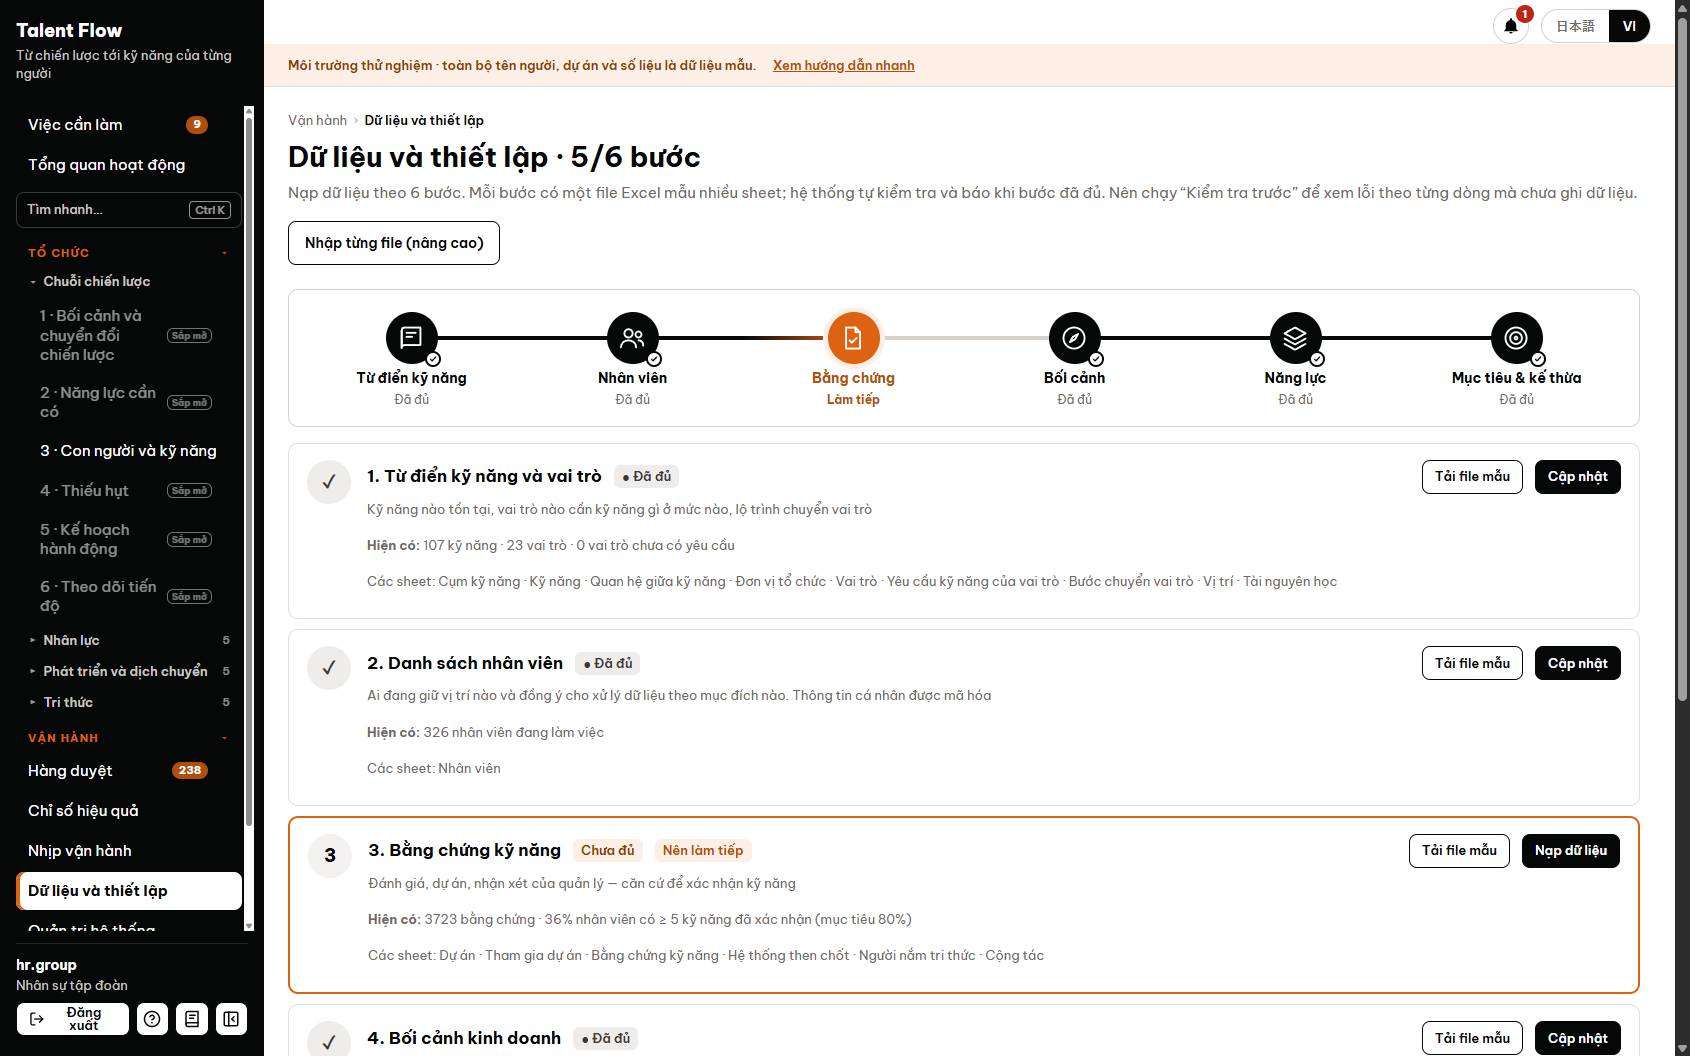 Talent Flow
Từ chiến lược tới kỹ năng của từng
người
Việc cần làm 9
Tổng quan hoạt động
Tìm nhanh... Ctrl K
TỔ CHỨC
Chuỗi chiến lược
1 · Bối cảnh và
chuyển đổi
chiến lược
Sắp mở
2 · Năng lực cần
có
Sắp mở
3 · Con người và kỹ năng
4 · Thiếu hụt Sắp mở
5 · Kế hoạch
hành động
Sắp mở
6 · Theo dõi tiến
độ
Sắp mở
Nhân lực 5
Phát triển và dịch chuyển 5
Tri thức 5
VẬN HÀNH
Hàng duyệt 238
Chỉ số hiệu quả
Nhịp vận hành
Dữ liệu và thiết lập
Quản trị hệ thống
hr.group
Nhân sự tập đoàn
Đăng
xuất
1
日本語 VI
Môi trường thử nghiệm · toàn bộ tên người, dự án và số liệu là dữ liệu mẫu. Xem hướng dẫn nhanh
Vận hành › Dữ liệu và thiết lập
Dữ liệu và thiết lập · 5/6 bước
Nạp dữ liệu theo 6 bước. Mỗi bước có một file Excel mẫu nhiều sheet; hệ thống tự kiểm tra và báo khi bước đã đủ. Nên chạy “Kiểm tra trước” để xem lỗi theo từng dòng mà chưa ghi dữ liệu.
Nhập từng file (nâng cao)
Từ điển kỹ năng Nhân viên Bằng chứng Bối cảnh Năng lực Mục tiêu & kế thừa
Đã đủ Đã đủ Làm tiếp Đã đủ Đã đủ Đã đủ
1. Từ điển kỹ năng và vai trò ● Đã đủ Tải file mẫu Cập nhật
Kỹ năng nào tồn tại, vai trò nào cần kỹ năng gì ở mức nào, lộ trình chuyển vai trò
Hiện có: 107 kỹ năng · 23 vai trò · 0 vai trò chưa có yêu cầu
Các sheet: Cụm kỹ năng · Kỹ năng · Quan hệ giữa kỹ năng · Đơn vị tổ chức · Vai trò · Yêu cầu kỹ năng của vai trò · Bước chuyển vai trò · Vị trí · Tài nguyên học
2. Danh sách nhân viên ● Đã đủ Tải file mẫu Cập nhật
Ai đang giữ vị trí nào và đồng ý cho xử lý dữ liệu theo mục đích nào. Thông tin cá nhân được mã hóa
Hiện có: 326 nhân viên đang làm việc
Các sheet: Nhân viên
3 3. Bằng chứng kỹ năng Chưa đủ Nên làm tiếp Tải file mẫu Nạp dữ liệu
Đánh giá, dự án, nhận xét của quản lý — căn cứ để xác nhận kỹ năng
Hiện có: 3723 bằng chứng · 36% nhân viên có ≥ 5 kỹ năng đã xác nhận (mục tiêu 80%)
Các sheet: Dự án · Tham gia dự án · Bằng chứng kỹ năng · Hệ thống then chốt · Người nắm tri thức · Cộng tác
4. Bối cảnh kinh doanh ● Đã đủ Tải file mẫu Cập nhật